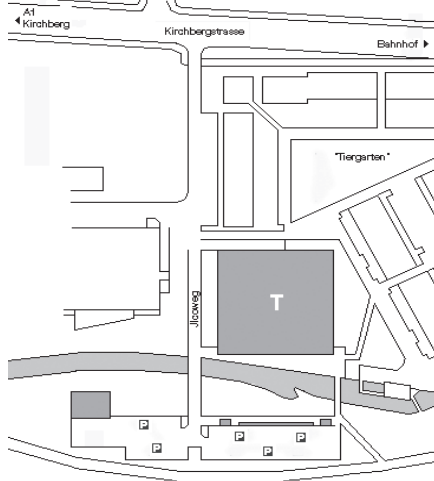 A1
Kirchberg
Kirchbergstrasse
Bahnhof
"Tiergarten"
T
Jlcoweg
P
P
P
P
P